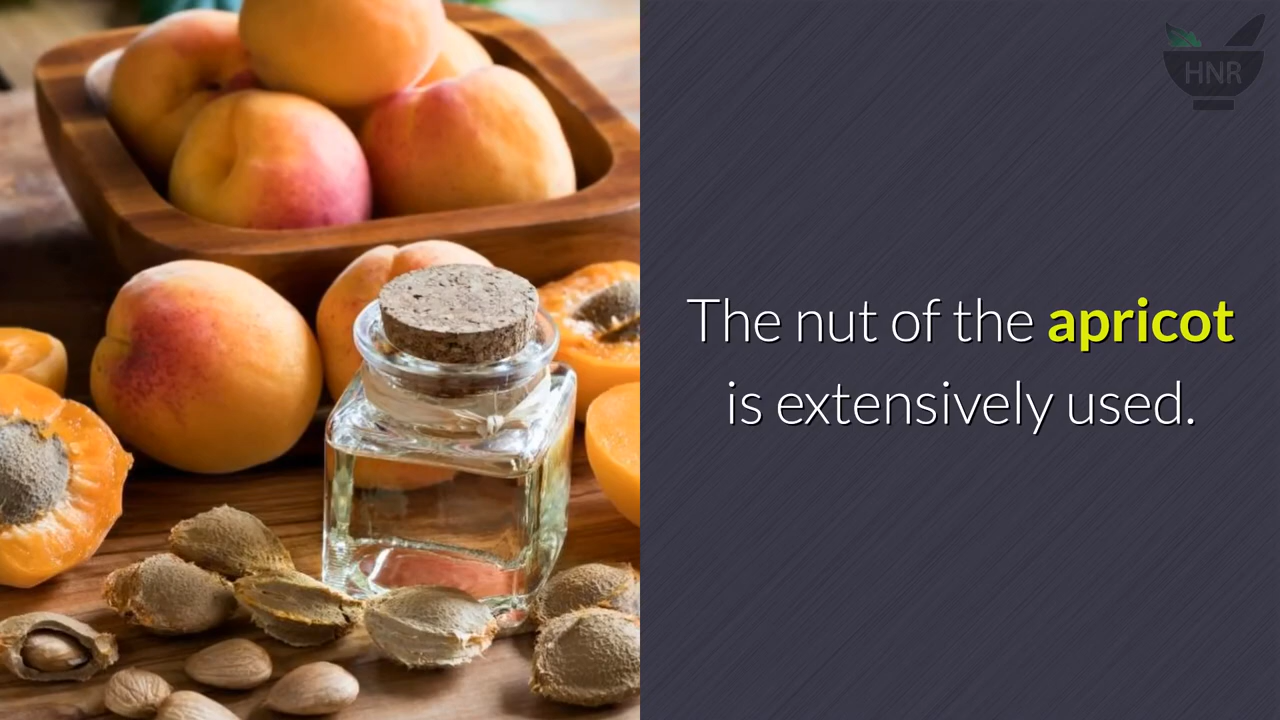 HNR
The nut of the apricot
is extensively used.